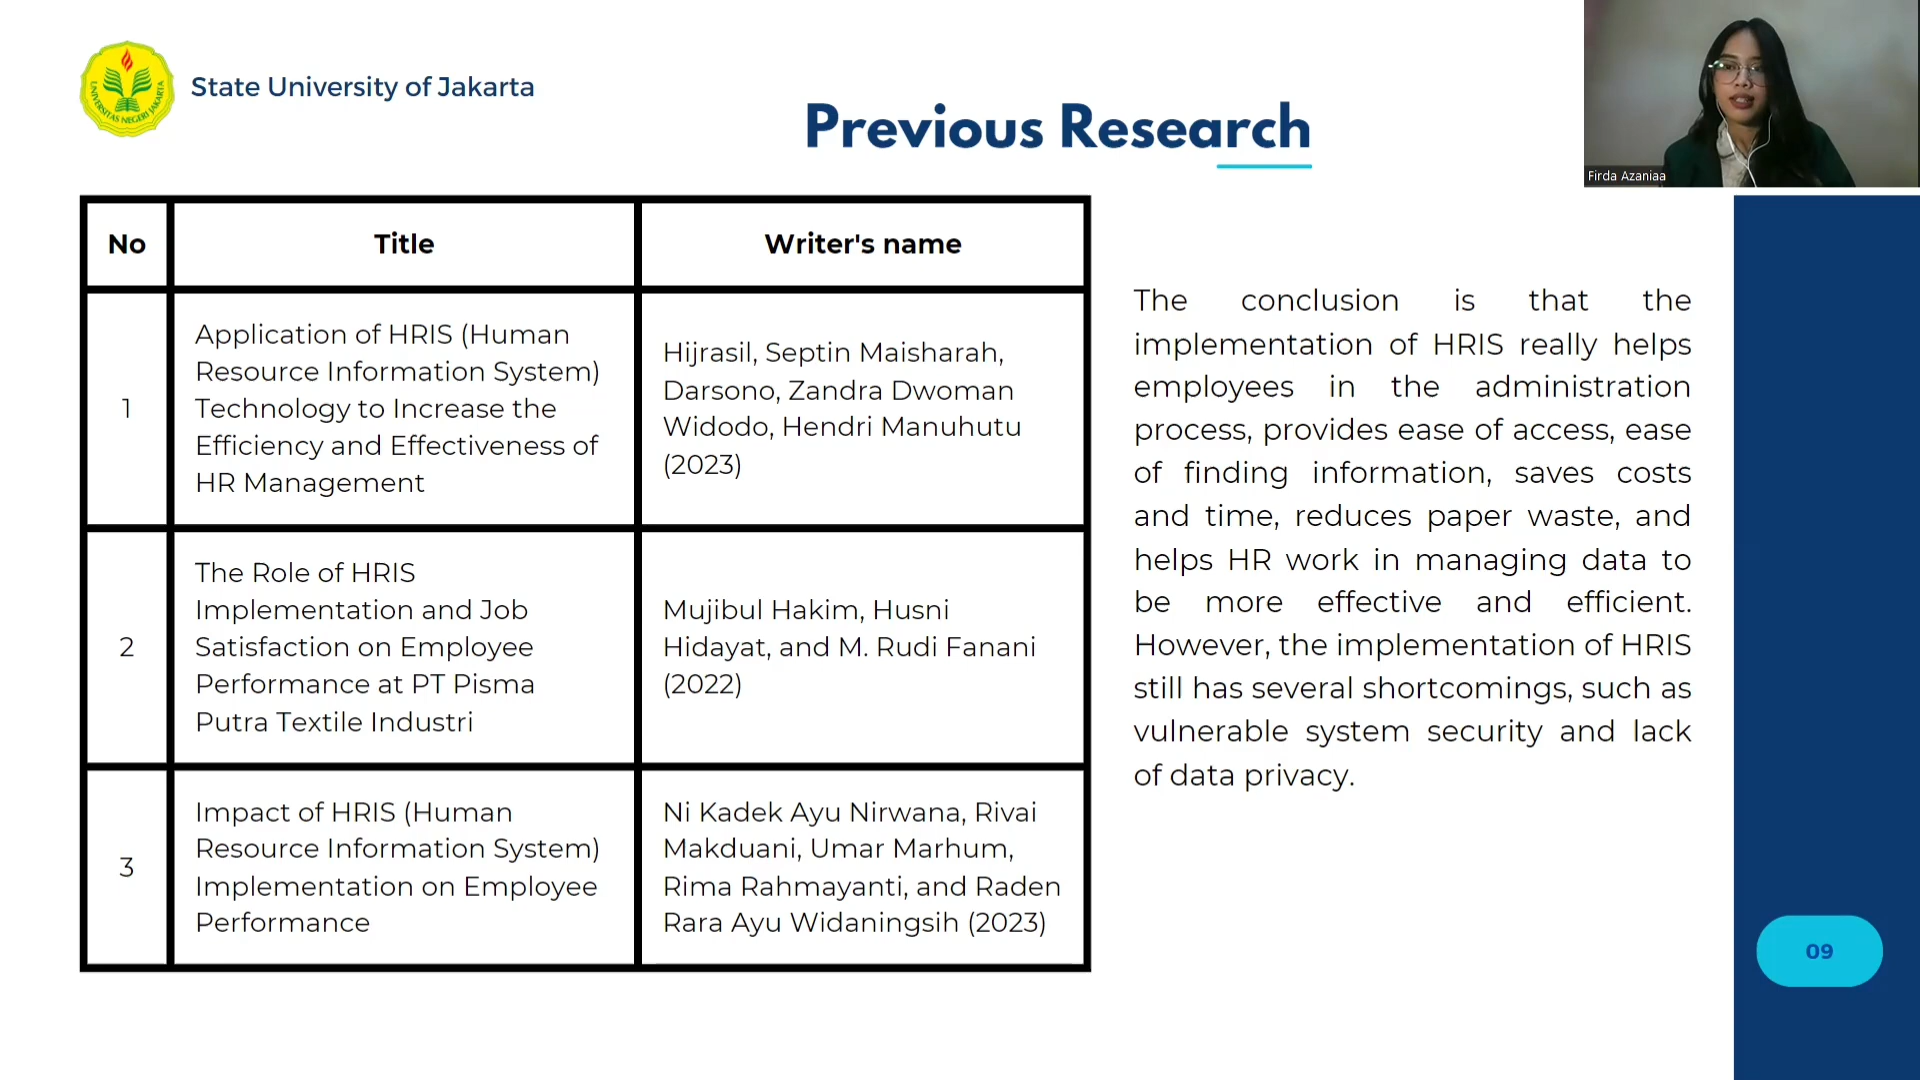 UNIVERSITAS NEGERI JAKARTA
State University of Jakarta
Previous Research
Firda Azaniaa
No
Title
Writer's name
1
Application of HRIS (Human
Resource Information System)
Technology to Increase the
Efficiency and Effectiveness of
HR Management
Hijrasil, Septin Maisharah,
Darsono, Zandra Dwoman
Widodo, Hendri Manuhutu
(2023)
2
The Role of HRIS
Implementation and Job
Satisfaction on Employee
Performance at PT Pisma
Putra Textile Industri
Mujibul Hakim, Husni
Hidayat, and M. Rudi Fanani
(2022)
3
Impact of HRIS (Human
Resource Information System)
Implementation on Employee
Performance
Ni Kadek Ayu Nirwana, Rivai
Makduani, Umar Marhum,
Rima Rahmayanti, and Raden
Rara Ayu Widaningsih (2023)
The conclusion is that the
implementation of HRIS really helps
employees in the administration
process, provides ease of access, ease
of finding information, saves costs
and time, reduces paper waste, and
helps HR work in managing data to
be more effective and efficient.
However, the implementation of HRIS
still has several shortcomings, such as
vulnerable system security and lack
of data privacy.
09